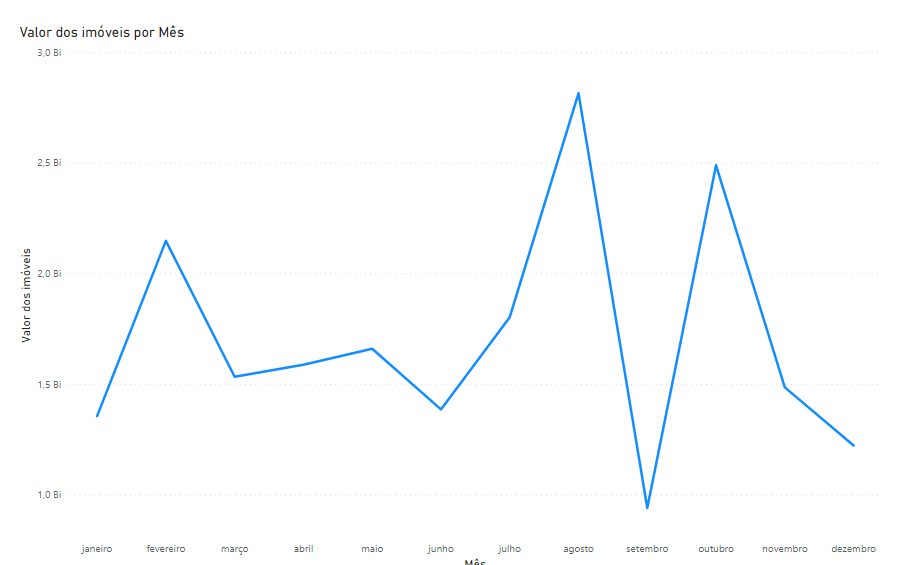 Valor dos imóveis por Mês
3,0 Bi
2,5 Bi
2,0 Bi
1,5 Bi
1,0 Bi
Valor dos imóveis
janeiro fevereiro março abril maio junho julho agosto setembro outubro novembro dezembro
Mês